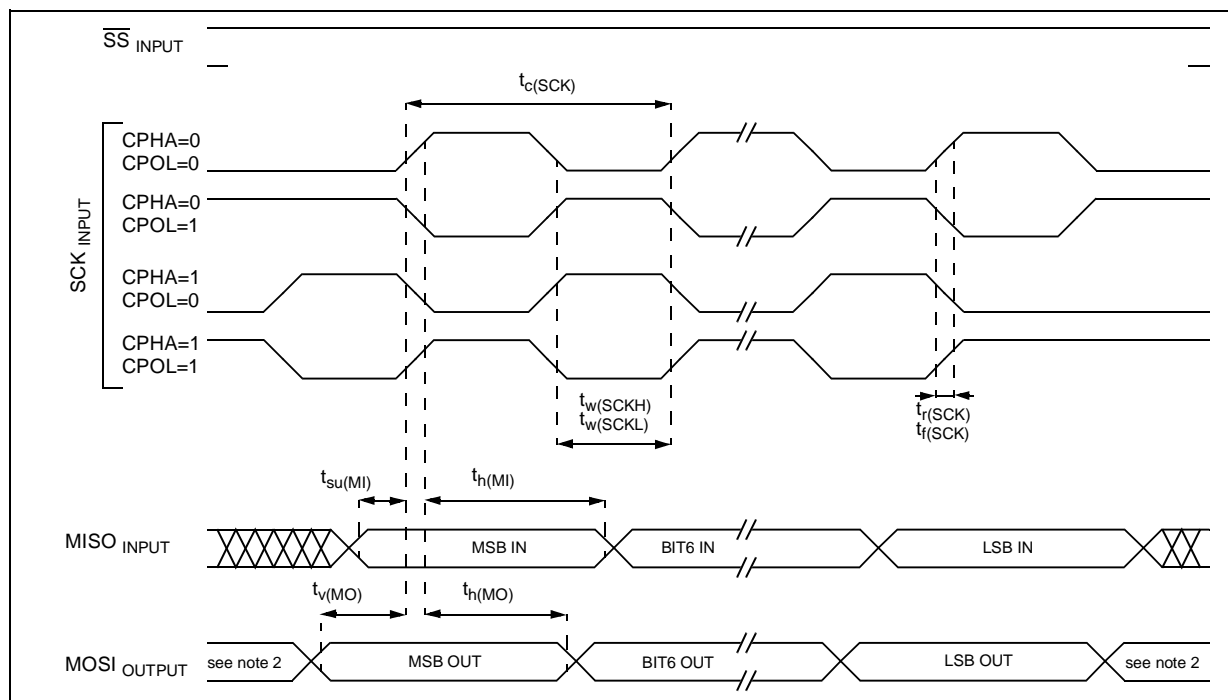 SS INPUT
tc(SCK)
SCK INPUT
CPHA=0
CPOL=0
CPHA=0
CPOL=1
CPHA=1
CPOL=0
CPHA=1
CPOL=1
tw(SCKH)
tw(SCKL)
tr(SCK)
tf(SCK)
tsu(MI)
th(MI)
MISO INPUT
MSB IN
BIT6 IN
LSB IN
tv(MO)
th(MO)
MOSI OUTPUT
see note 2
MSB OUT
BIT6 OUT
LSB OUT
see note 2